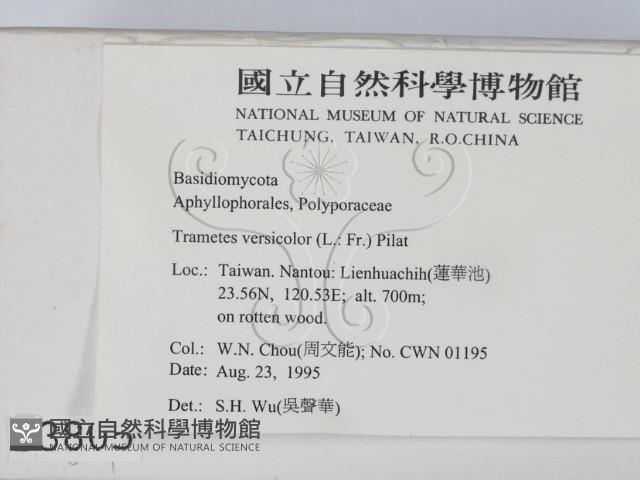 國立自然科學博物館
NATIONAL MUSEUM OF NATURAL SCIENCE
TAICHUNG, TAIWAN, R.O.CHINA
Basidiomycota
Aphyllophorales, Polyporaceae
Trametes versicolor (L.: Fr.) Pilat
Loc.: Taiwan. Nantou: Lienhuachih(蓮華池)
23.56N, 120.53E; alt. 700m;
on rotten wood.
Col.: W.N. Chou(周文能); No. CWN 01195
Date: Aug. 23, 1995
Det.: S.H. Wu(吳聲華)
國立自然科學博物館
NATIONAL MUSEUM OF NATURAL SCIENCE